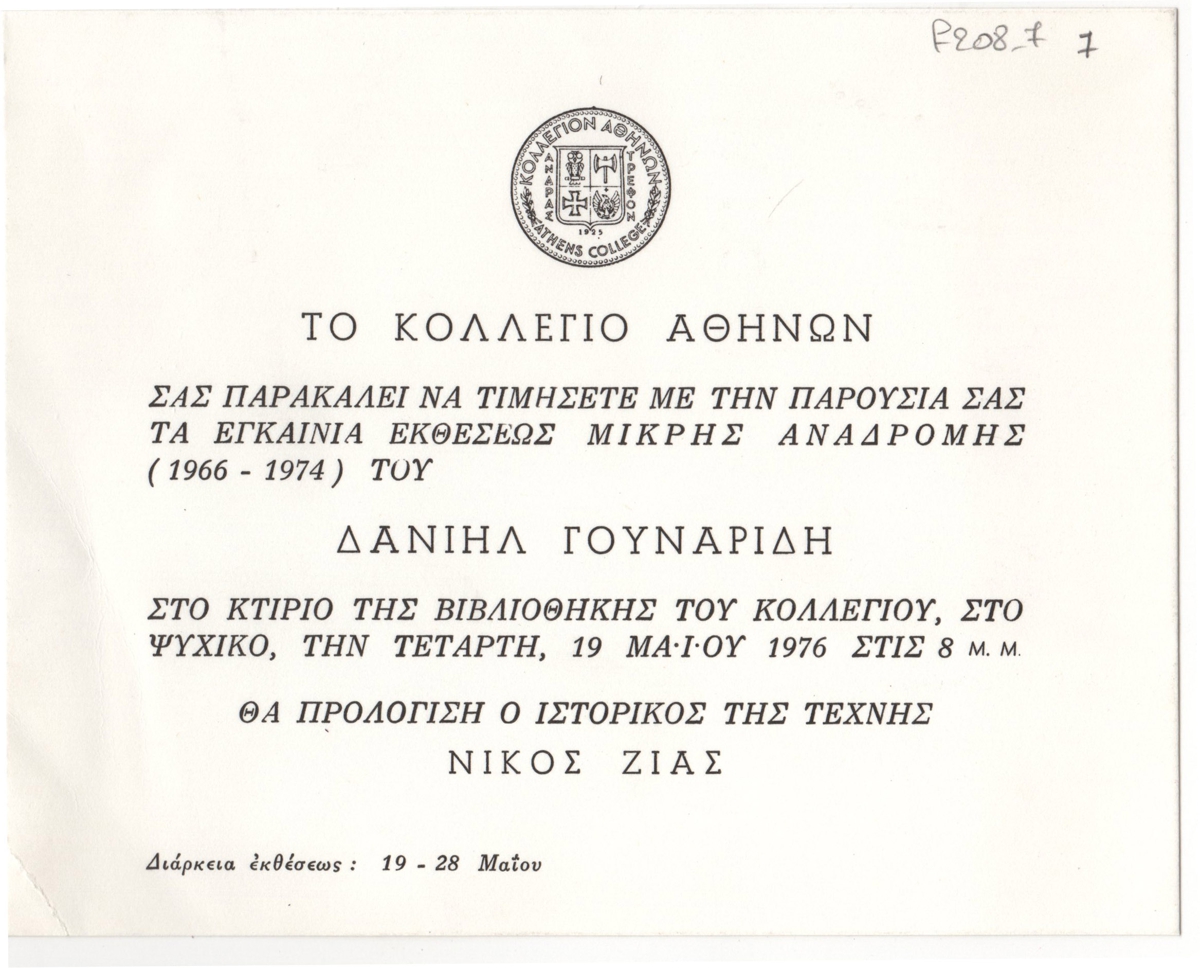 F208_7 7
ΚΟΛΛΕΓΙΟΝ ΑΘΗΝΩΝ
ΑΝΔΡΑΣ ΤΡΕΦΟΝ
1925
ATHENS COLLEGE
ΤΟ ΚΟΛΛΕΓΙΟ ΑΘΗΝΩΝ
ΣΑΣ ΠΑΡΑΚΑΛΕΙ ΝΑ ΤΙΜΗΣΕΤΕ ΜΕ ΤΗΝ ΠΑΡΟΥΣΙΑ ΣΑΣ
ΤΑ ΕΓΚΑΙΝΙΑ ΕΚΘΕΣΕΩΣ ΜΙΚΡΗΣ ΑΝΑΔΡΟΜΗΣ
(1966 - 1974) ΤΟΥ
ΔΑΝΙΗΛ ΓΟΥΝΑΡΙΔΗ
ΣΤΟ ΚΤΙΡΙΟ ΤΗΣ ΒΙΒΛΙΟΘΗΚΗΣ ΤΟΥ ΚΟΛΛΕΓΙΟΥ, ΣΤΟ
ΨΥΧΙΚΟ, ΤΗΝ ΤΕΤΑΡΤΗ, 19 ΜΑ·Ι·ΟΥ 1976 ΣΤΙΣ 8 Μ. Μ.
ΘΑ ΠΡΟΛΟΓΙΣΗ Ο ΙΣΤΟΡΙΚΟΣ ΤΗΣ ΤΕΧΝΗΣ
ΝΙΚΟΣ ΖΙΑΣ
Διάρκεια ἐκθέσεως : 19 - 28 Μαΐου